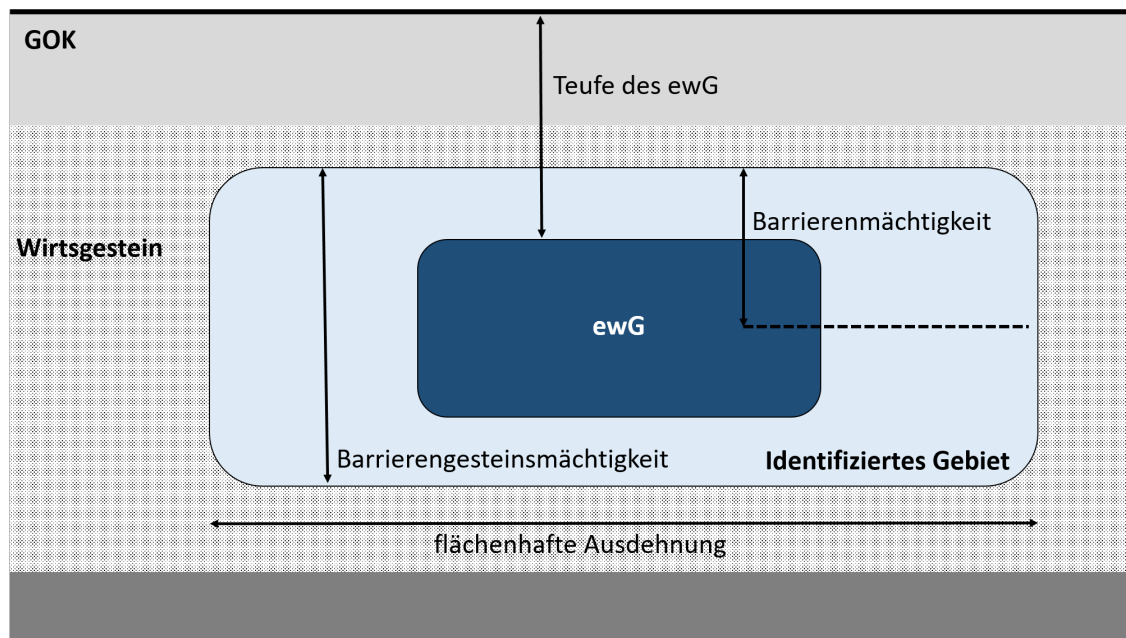 GOK
Teufe des ewG
Barrierenmächtigkeit
Wirtsgestein
ewG
Barrierengesteinsmächtigkeit
Identifiziertes Gebiet
flächenhafte Ausdehnung